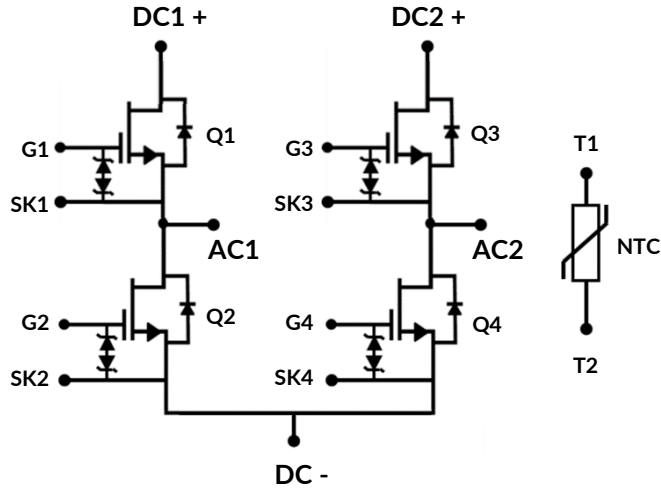 DC1 +
DC2 +
G1
Q1
G3
Q3
T1
SK1
SK3
AC1
AC2
NTC
G2
Q2
G4
Q4
SK2
SK4
T2
DC -